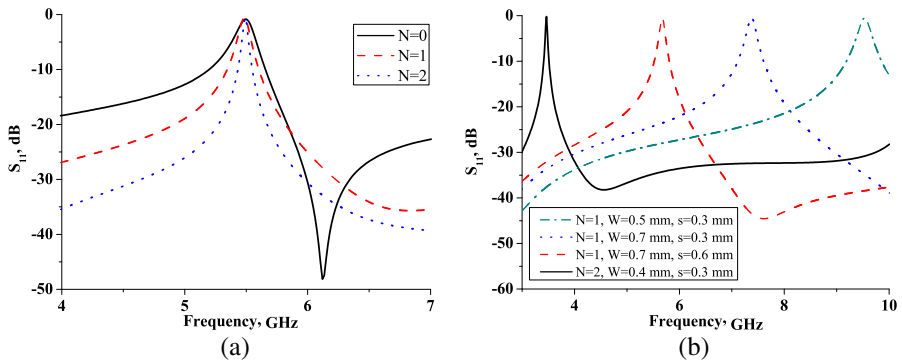 0
-10
-20
-30
-40
-50
S11, dB
N=0
N=1
N=2
4
5
6
7
Frequency, GHz
(a)
0
-10
-20
-30
-40
-50
S11, dB
N=1, W=0.5 mm, s=0.3 mm
N=1, W=0.7 mm, s=0.3 mm
N=1, W=0.7 mm, s=0.6 mm
N=2, W=0.4 mm, s=0.3 mm
4
6
8
10
Frequency, GHz
(b)